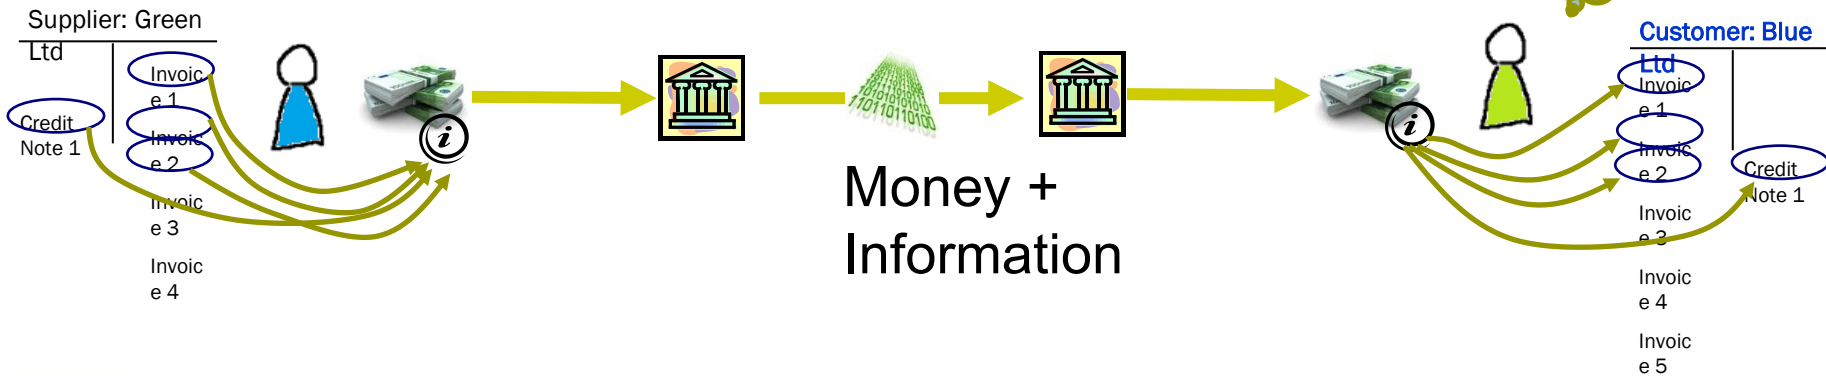 Supplier: Green
Ltd
Invoic
e 1
Invoic
e 2
Invoic
e 3
Invoic
e 4
Credit
Note 1
i
11011010100
Money +
Information
i
Customer: Blue
Ltd
Invoic
e 1
Invoic
e 2
Invoic
e 3
Invoic
e 4
Invoic
e 5
Credit
Note 1